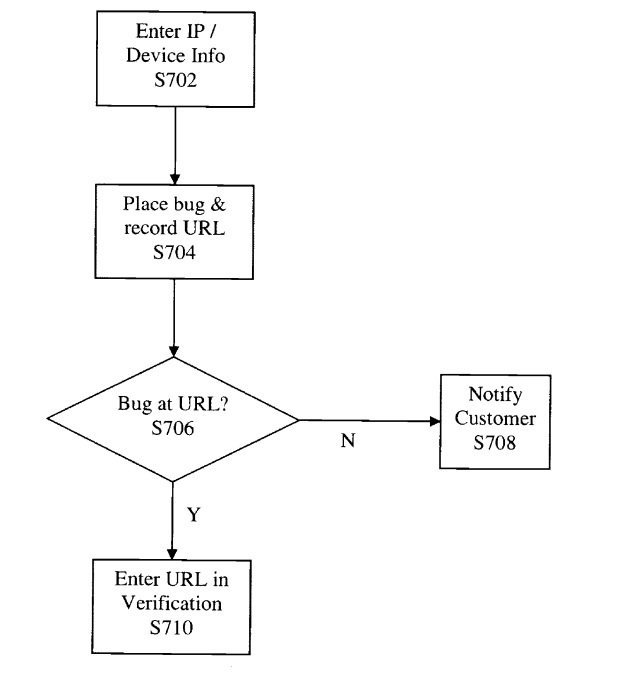 Enter IP /
Device Info
S702
Place bug &
record URL
S704
Bug at URL?
S706
N
Notify
Customer
S708
Y
Enter URL in
Verification
S710